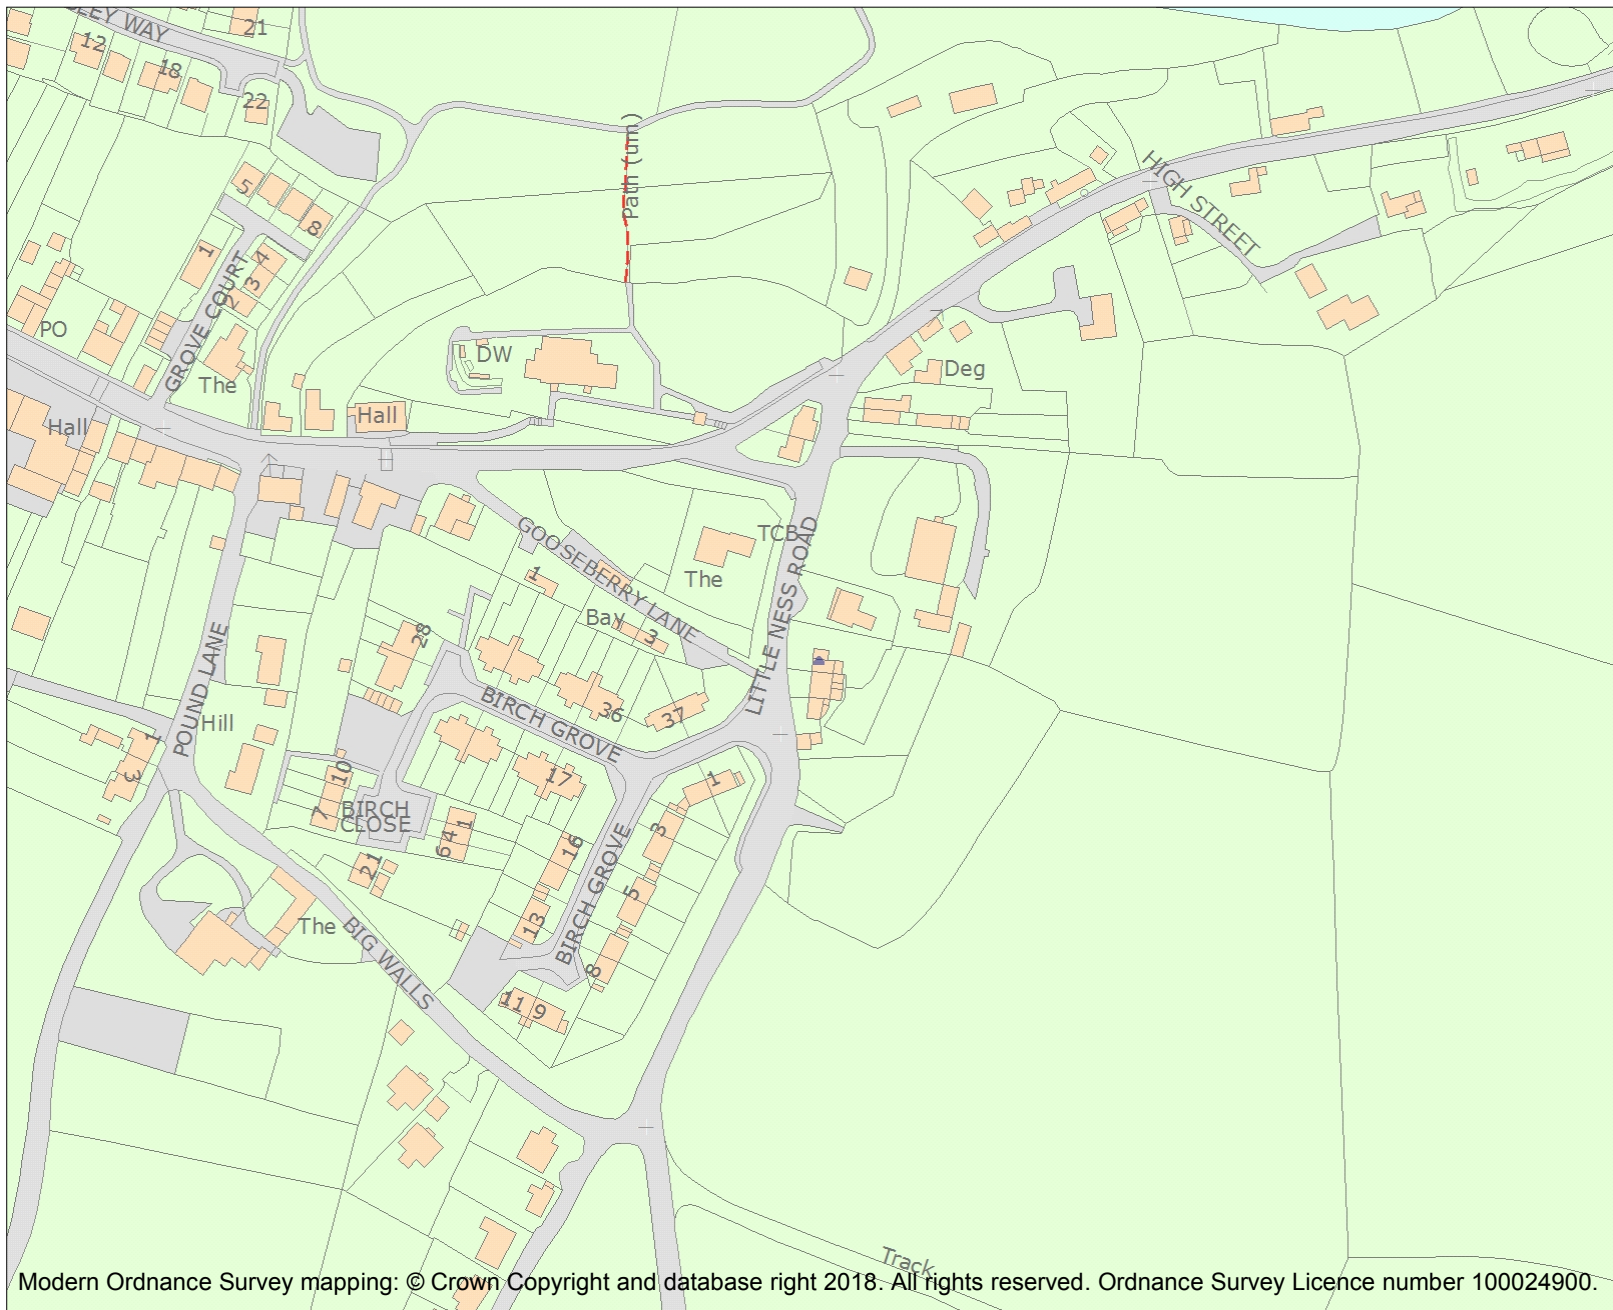 LEY WAY
21
12
18
22
Path (um)
HIGH STREET
5
8
1
4
3
2
GROVE COURT
PO
The
DW
Hall
Hall
Deg
GOOSEBERRY LANE
TCB
The
1
Bay
3
28
LITTLE NESS ROAD
POUND LANE
Hill
BIRCH GROVE
36
37
1
3
10
7
BIRCH
CLOSE
17
1
6 4
21
16
13
BIRCH GROVE
1
3
5
8
11 9
The
BIG WALLS
Track
Modern Ordnance Survey mapping: © Crown Copyright and database right 2018. All rights reserved. Ordnance Survey Licence number 100024900.